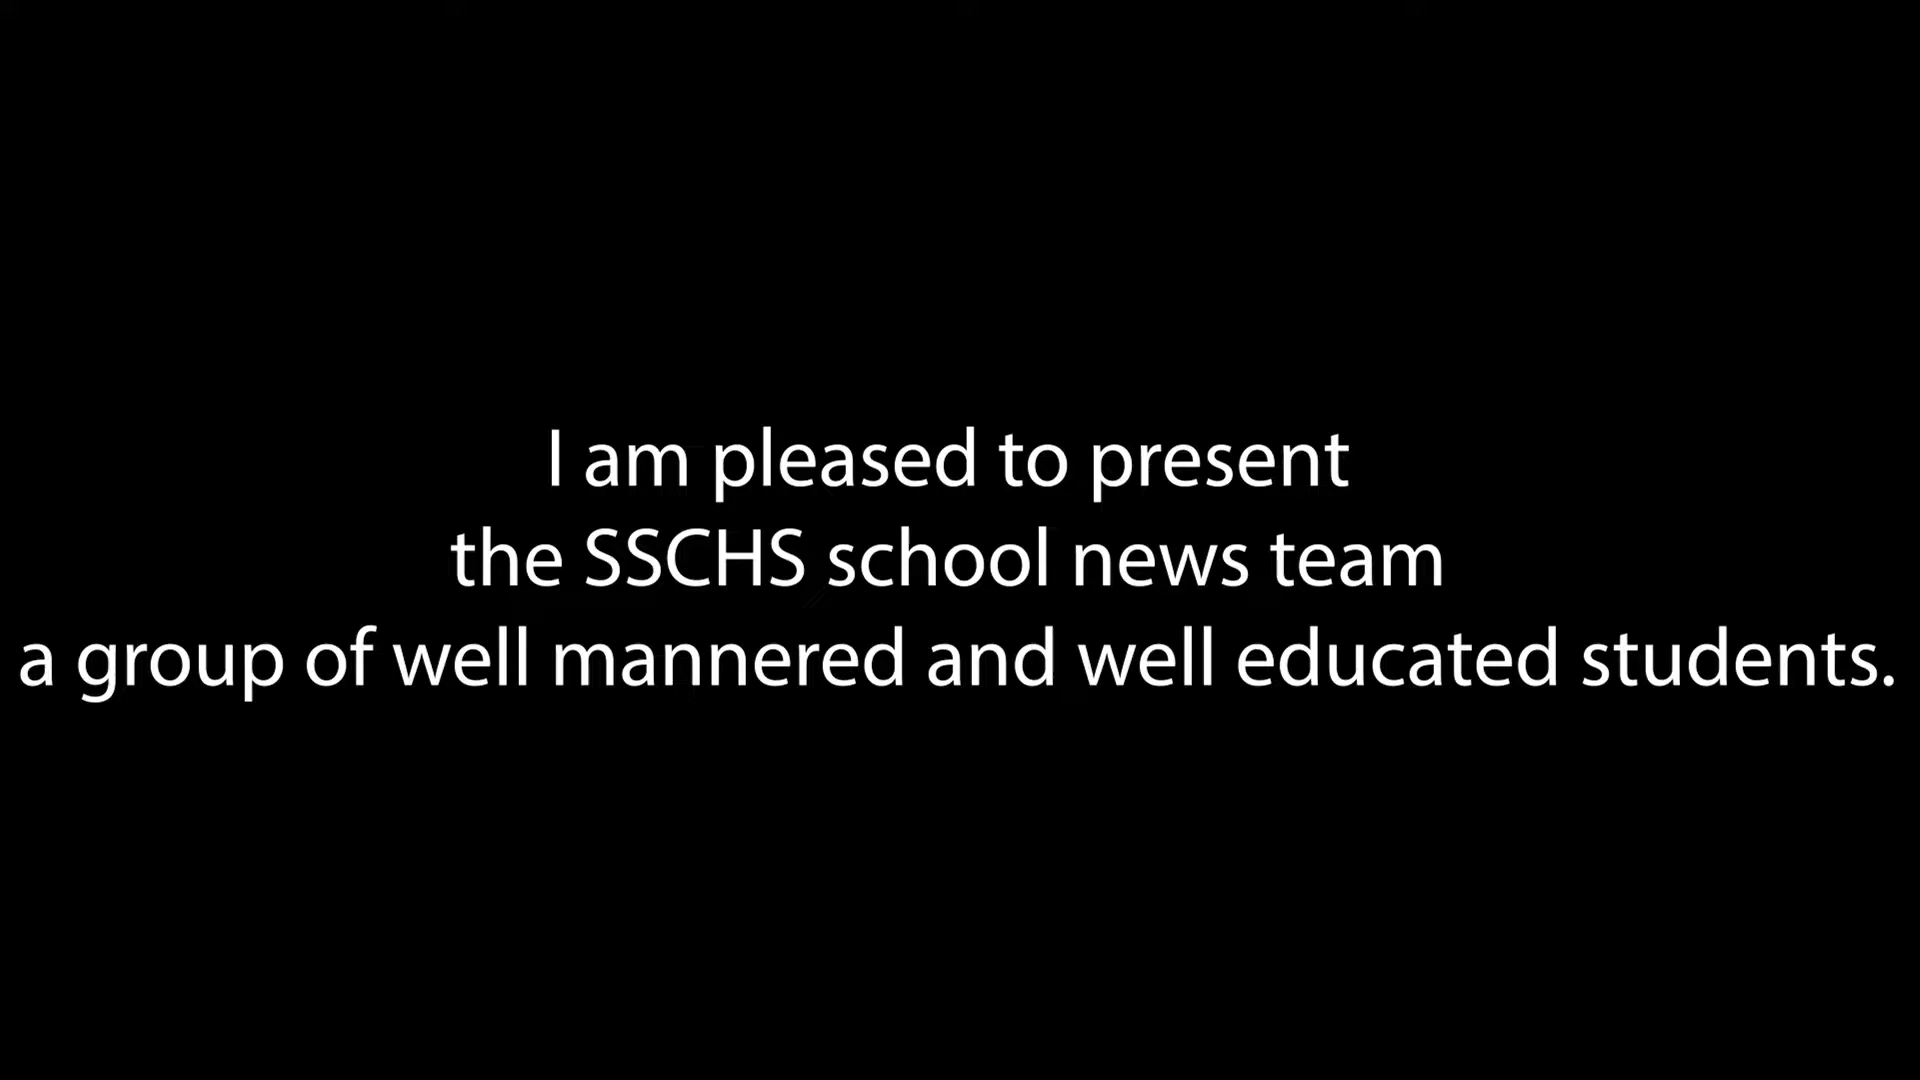 I am pleased to present
the SSCHS school news team
a group of well mannered and well educated students.